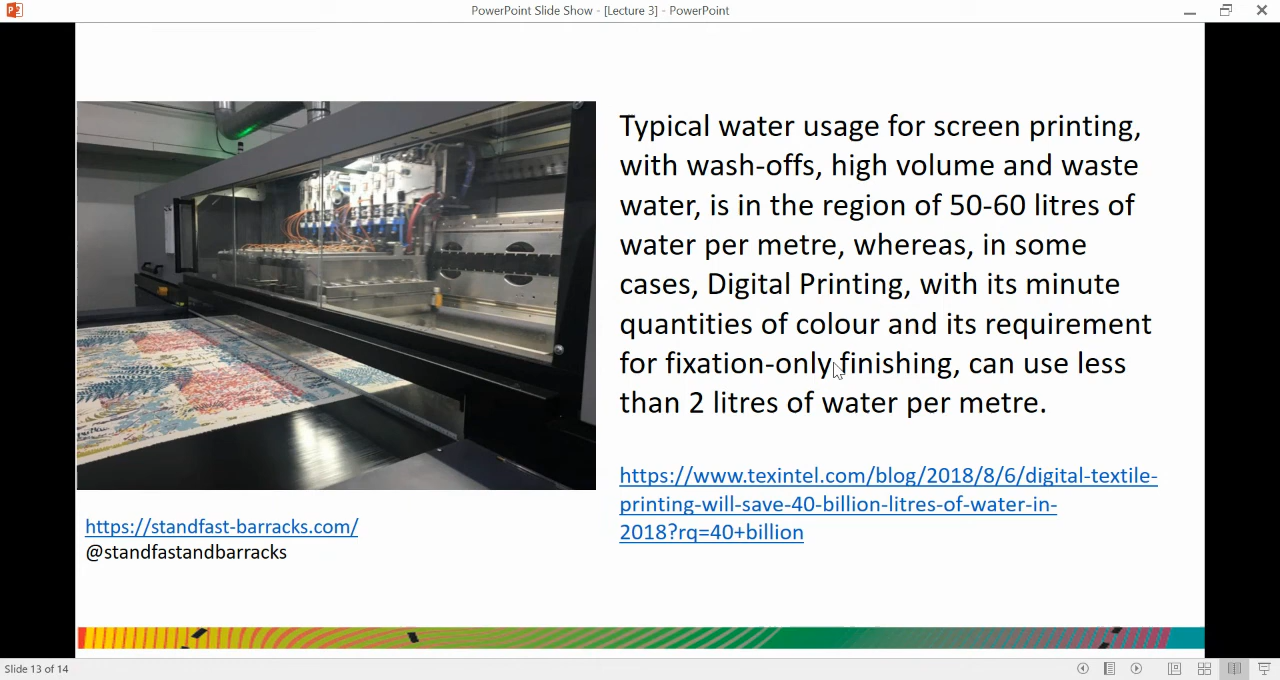 PowerPoint Slide Show - [Lecture 3] - PowerPoint
Typical water usage for screen printing,
with wash-offs, high volume and waste
water, is in the region of 50-60 litres of
water per metre, whereas, in some
cases, Digital Printing, with its minute
quantities of colour and its requirement
for fixation-only finishing, can use less
than 2 litres of water per metre.
https://www.texintel.com/blog/2018/8/6/digital-textile-
printing-will-save-40-billion-litres-of-water-in-
2018?rq=40+billion
https://standfast-barracks.com/
@standfastandbarracks
Slide 13 of 14